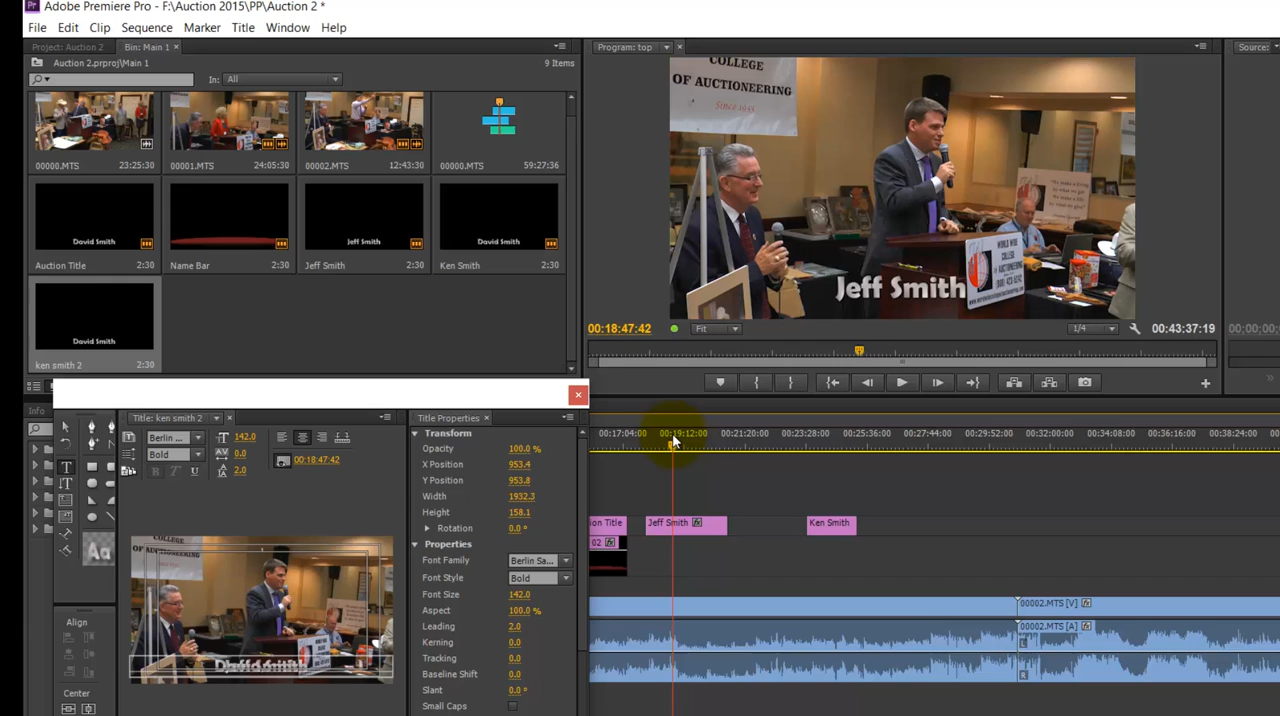 Adobe Premiere Pro - F:\Auction 2015\PP\Auction 2 *
File Edit Clip Sequence Marker Title Window Help
Project: Auction 2 Bin: Main 1 ×
Auction 2.prproj\Main 1 9 Items
In: All
00000.MTS 23:25:30 00001.MTS 24:05:30 00002.MTS 12:43:30 00000.MTS 59:27:36
David Smith Jeff Smith David Smith
Auction Title 2:30 Name Bar 2:30 Jeff Smith 2:30 Ken Smith 2:30
David Smith
ken smith 2 2:30
Program: top × Source:
COLLEGE
OF AUCTIONEERING
Since 1933
WORLD WIDE
COLLEGE
OF AUCTIONEERING
Jeff Smith
00:18:47:42 Fit 1/4 00:43:37:19
Info
Title: ken smith 2 ×
Berlin ... 142.0
Bold 0.0 00:18:47:42
B T U 2.0
T
Aa
Align
Center
COLLEGE
OF AUCTIONEERING
Title Properties ×
Transform
Opacity 100.0 %
X Position 953.4
Y Position 953.8
Width 1932.3
Height 158.1
Rotation 0.0 °
Properties
Font Family Berlin Sa...
Font Style Bold
Font Size 142.0
Aspect 100.0 %
Leading 2.0
Kerning 0.0
Tracking 0.0
Baseline Shift 0.0
Slant 0.0 °
Small Caps
00:17:04:00 00:19:12:00 00:21:20:00 00:23:28:00 00:25:36:00 00:27:44:00 00:29:52:00 00:32:00:00 00:34:08:00 00:36:16:00 00:38:24:00
ion Title Jeff Smith fx Ken Smith
02 fx
00002.MTS [V] fx
00002.MTS [A] fx
L
R